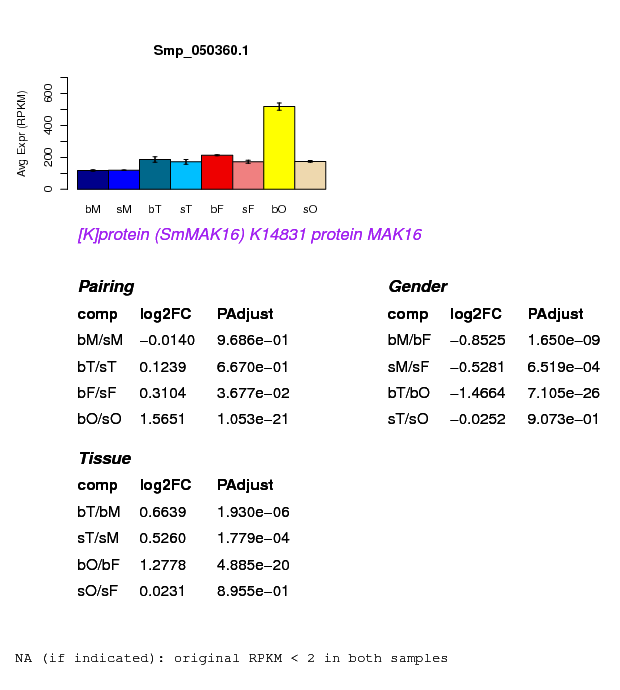 Smp_050360.1
Avg Expr (RPKM)
0 200 400 600
bM sM bT sT bF sF bO sO
[K]protein (SmMAK16) K14831 protein MAK16
Pairing
comp log2FC PAdjust
bM/sM −0.0140 9.686e−01
bT/sT 0.1239 6.670e−01
bF/sF 0.3104 3.677e−02
bO/sO 1.5651 1.053e−21
Gender
comp log2FC PAdjust
bM/bF −0.8525 1.650e−09
sM/sF −0.5281 6.519e−04
bT/bO −1.4664 7.105e−26
sT/sO −0.0252 9.073e−01
Tissue
comp log2FC PAdjust
bT/bM 0.6639 1.930e−06
sT/sM 0.5260 1.779e−04
bO/bF 1.2778 4.885e−20
sO/sF 0.0231 8.955e−01
NA (if indicated): original RPKM < 2 in both samples